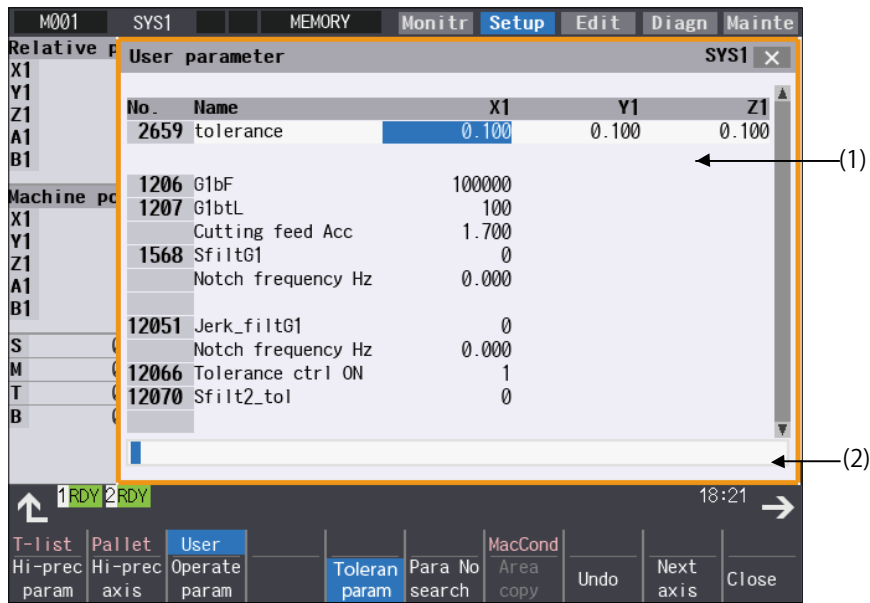 M001 SYS1 MEMORY Monitr Setup Edit Diagn Mainte
Relative p
X1
Y1
Z1
A1
B1
Machine po
X1
Y1
Z1
A1
B1
S
M
T
B
User parameter SYS1
No. Name X1 Y1 Z1
2659 tolerance 0.100 0.100 0.100
1206 G1bF 100000
1207 G1btL 100
Cutting feed Acc 1.700
1568 SfiltG1 0
Notch frequency Hz 0.000
12051 Jerk_filtG1 0
Notch frequency Hz 0.000
12066 Tolerance ctrl ON 1
12070 Sfilt2_tol 0
(1)
(2)
1RDY 2RDY 18:21
T-list Pallet User MacCond
Hi-prec param Hi-prec axis Operate param Toleran param Para No search Area copy Undo Next axis Close